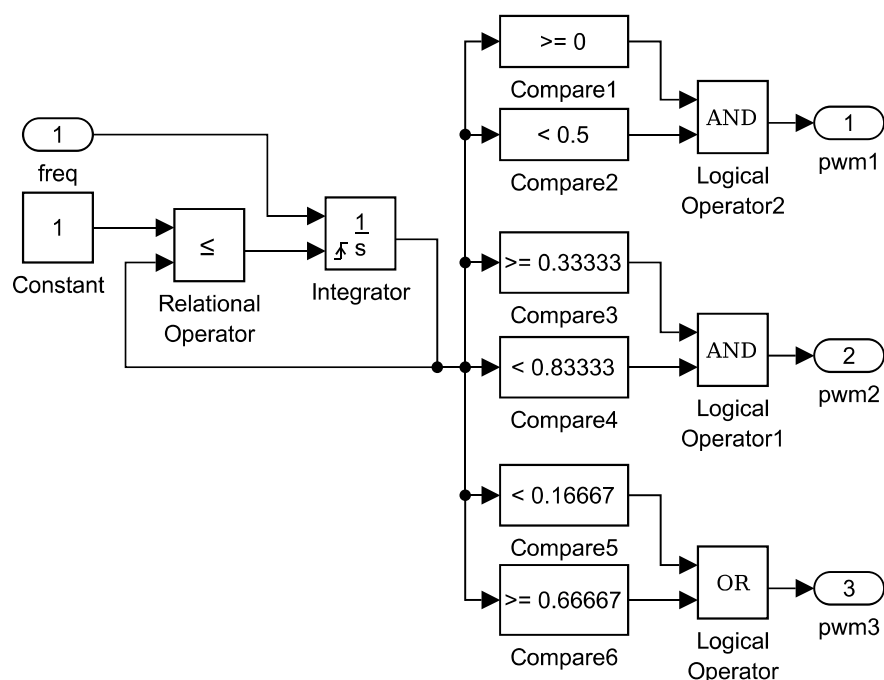 1
freq
1
Constant
≤
Relational
Operator
1
s
Integrator
>= 0
Compare1
< 0.5
Compare2
AND
Logical
Operator2
1
pwm1
>= 0.33333
Compare3
< 0.83333
Compare4
AND
Logical
Operator1
2
pwm2
< 0.16667
Compare5
>= 0.66667
Compare6
OR
Logical
Operator
3
pwm3